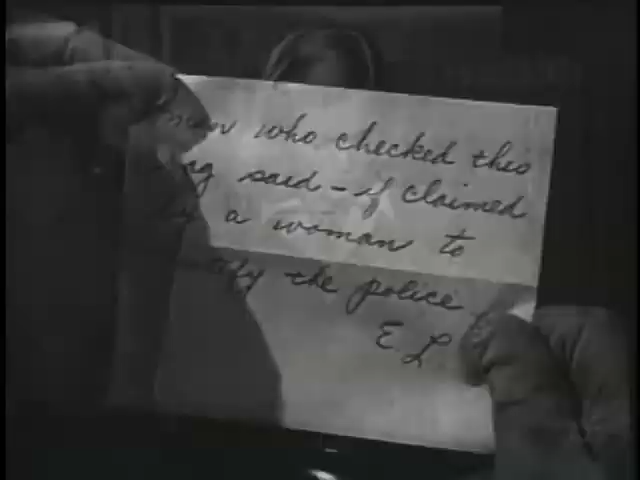 who checked this
said - if claimed
a woman to
the police
E. L